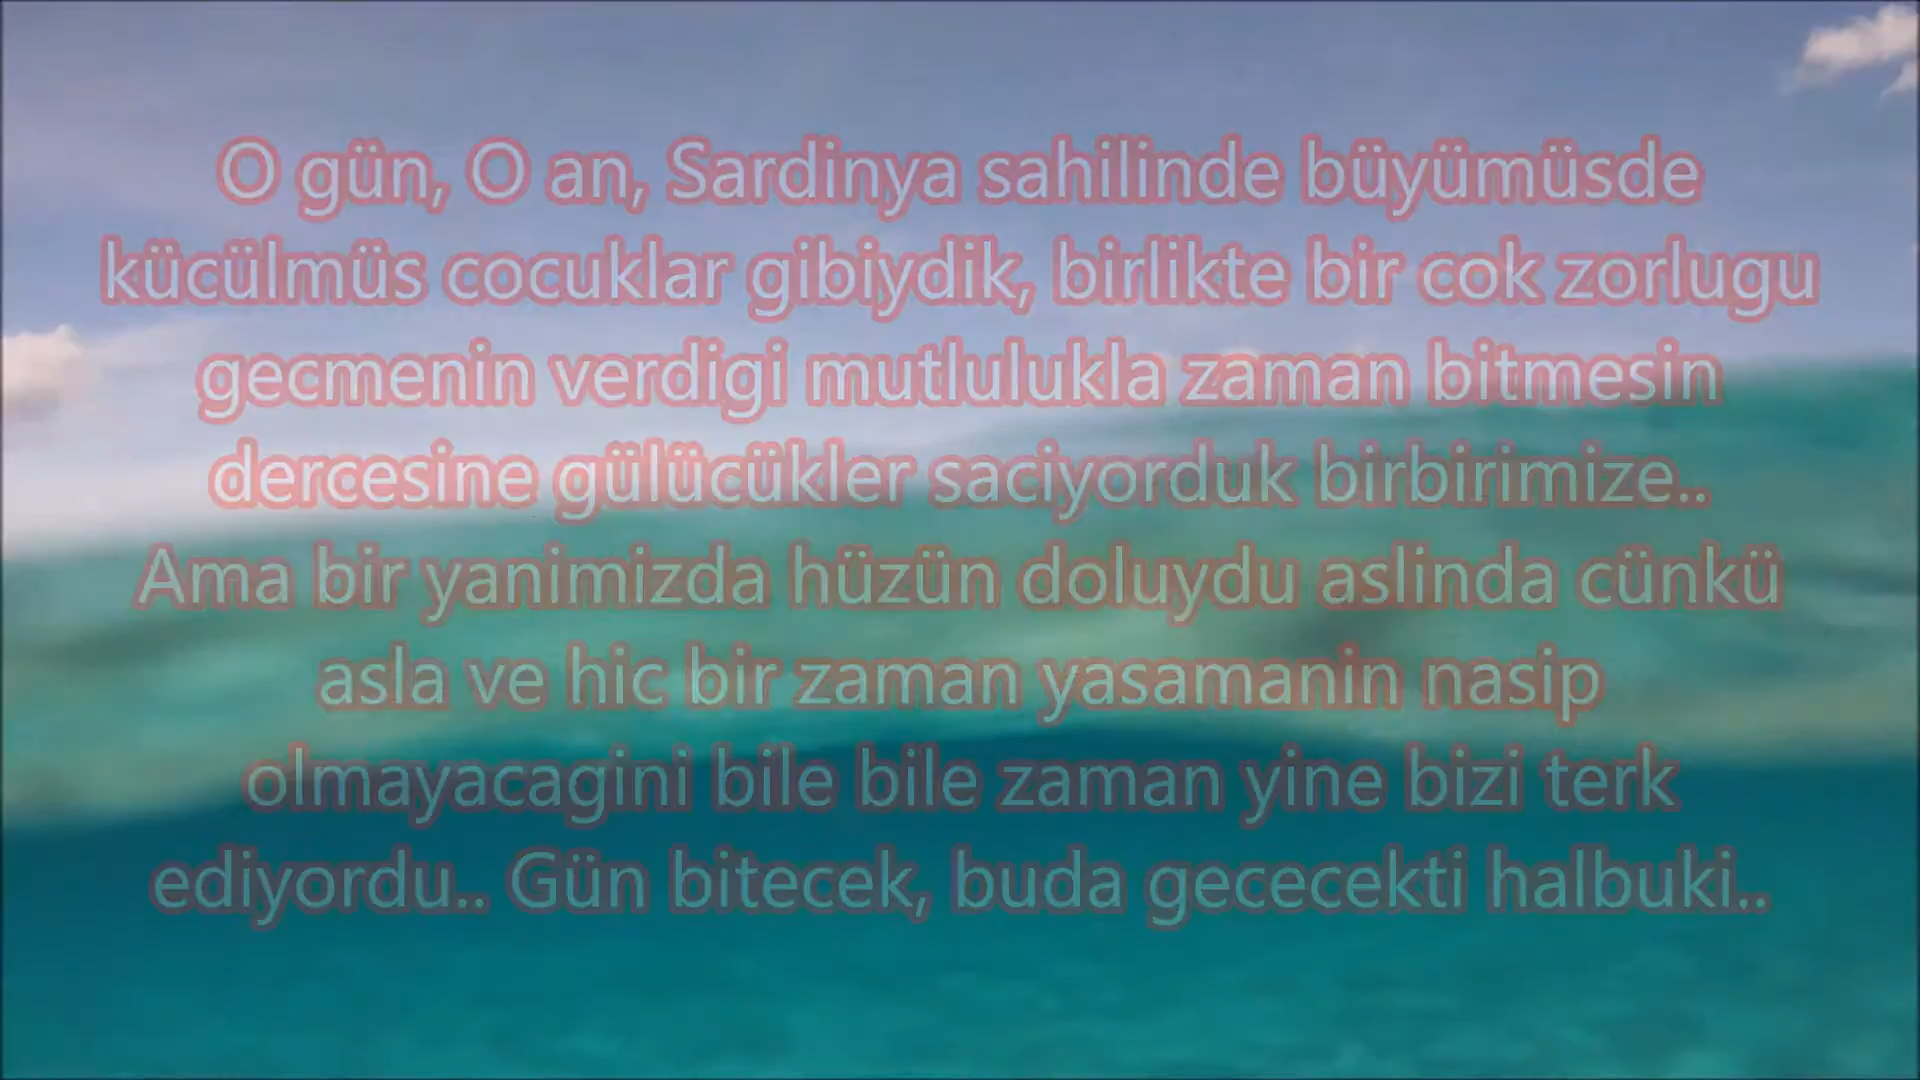 O gün, O an, Sardinya sahilinde büyümüsde
kücülmüs cocuklar gibiydik, birlikte bir cok zorlugu
gecmenin verdigi mutlulukla zaman bitmesin
dercesine gülücükler saciyorduk birbirimize..
Ama bir yanimizda hüzün doluydu aslinda cünkü
asla ve hic bir zaman yasamanin nasip
olmayacagini bile bile zaman yine bizi terk
ediyordu.. Gün bitecek, buda gececekti halbuki..